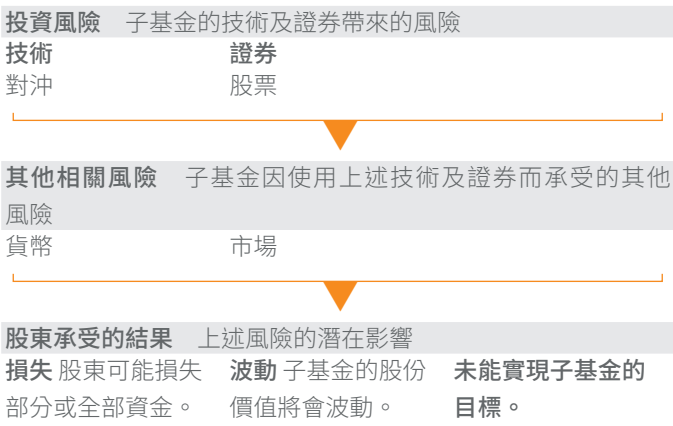 投資風險 子基金的技術及證券帶來的風險
技術 證券
對沖 股票
其他相關風險 子基金因使用上述技術及證券而承受的其他
風險
貨幣 市場
股東承受的結果 上述風險的潛在影響
損失 股東可能損失 波動 子基金的股份 未能實現子基金的
部分或全部資金。 價值將會波動。 目標。